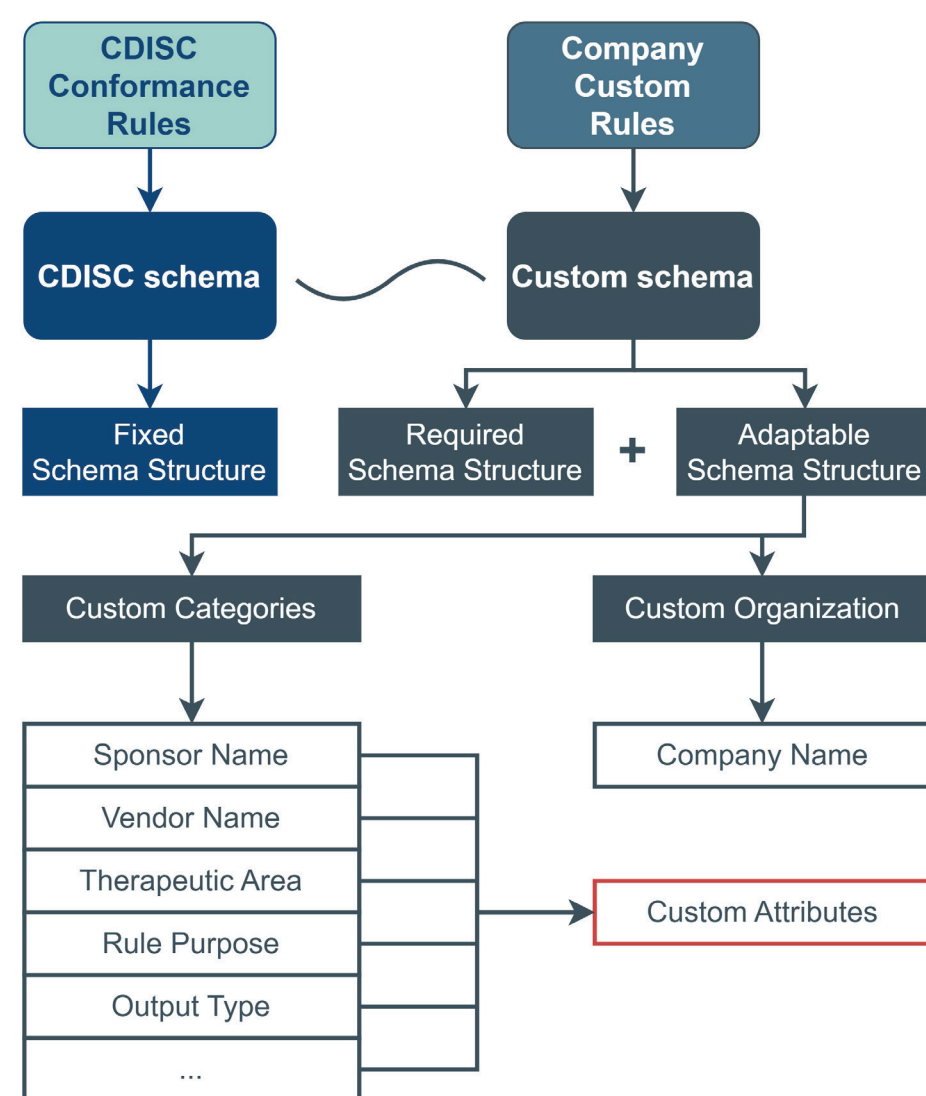 CDISC
Conformance
Rules
Company
Custom
Rules
CDISC schema
Custom schema
Fixed
Schema Structure
Required
Schema Structure
+
Adaptable
Schema Structure
Custom Categories
Custom Organization
Sponsor Name
Company Name
Vendor Name
Therapeutic Area
Custom Attributes
Rule Purpose
Output Type
...